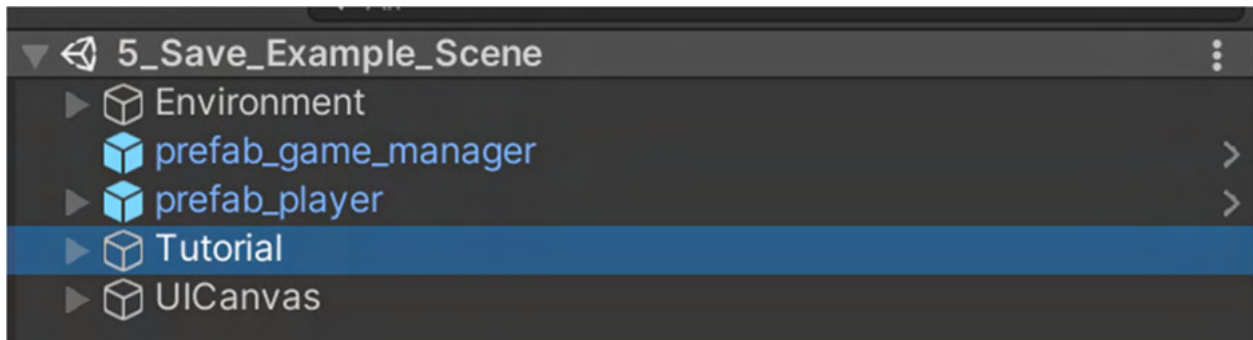 5_Save_Example_Scene
Environment
prefab_game_manager
prefab_player
Tutorial
UICanvas